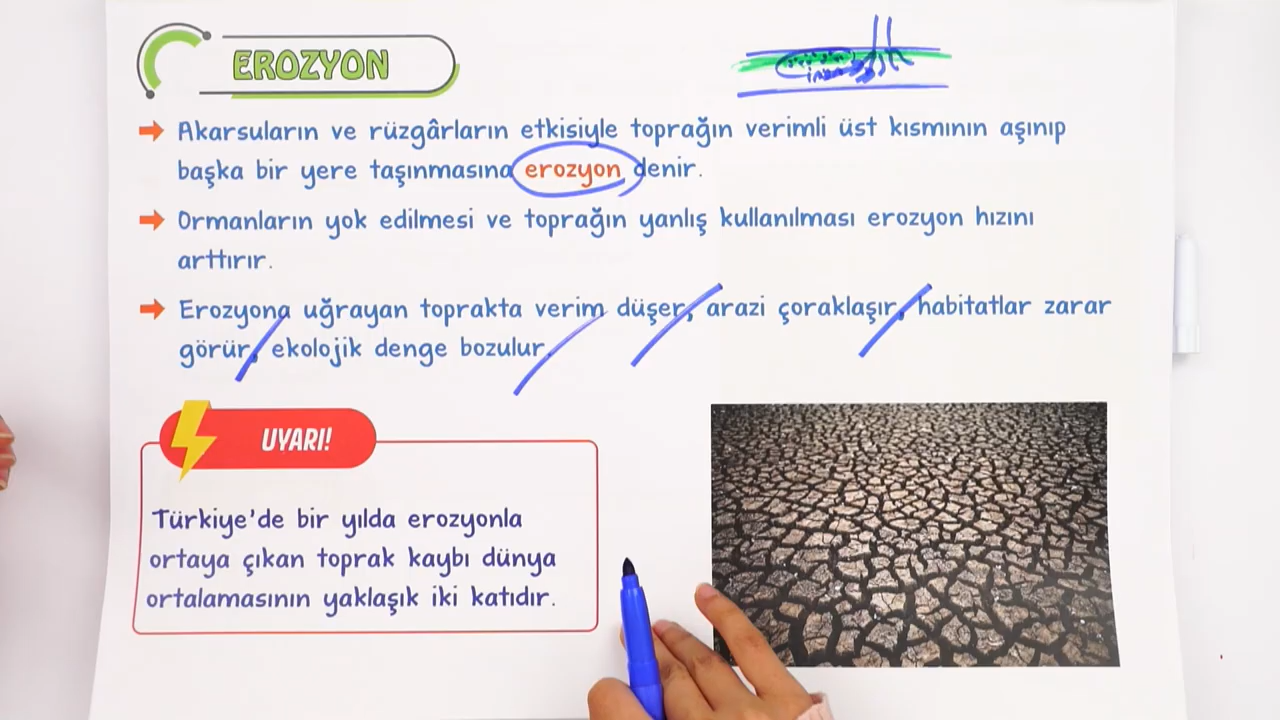 EROZYON
Akarsuların ve rüzgârların etkisiyle toprağın verimli üst kısmının aşınıp
başka bir yere taşınmasına erozyon denir.
Ormanların yok edilmesi ve toprağın yanlış kullanılması erozyon hızını
arttırır.
Erozyona uğrayan toprakta verim düşer, arazi çoraklaşır, habitatlar zarar
görür, ekolojik denge bozulur.
UYARI!
Türkiye'de bir yılda erozyonla
ortaya çıkan toprak kaybı dünya
ortalamasının yaklaşık iki katıdır.